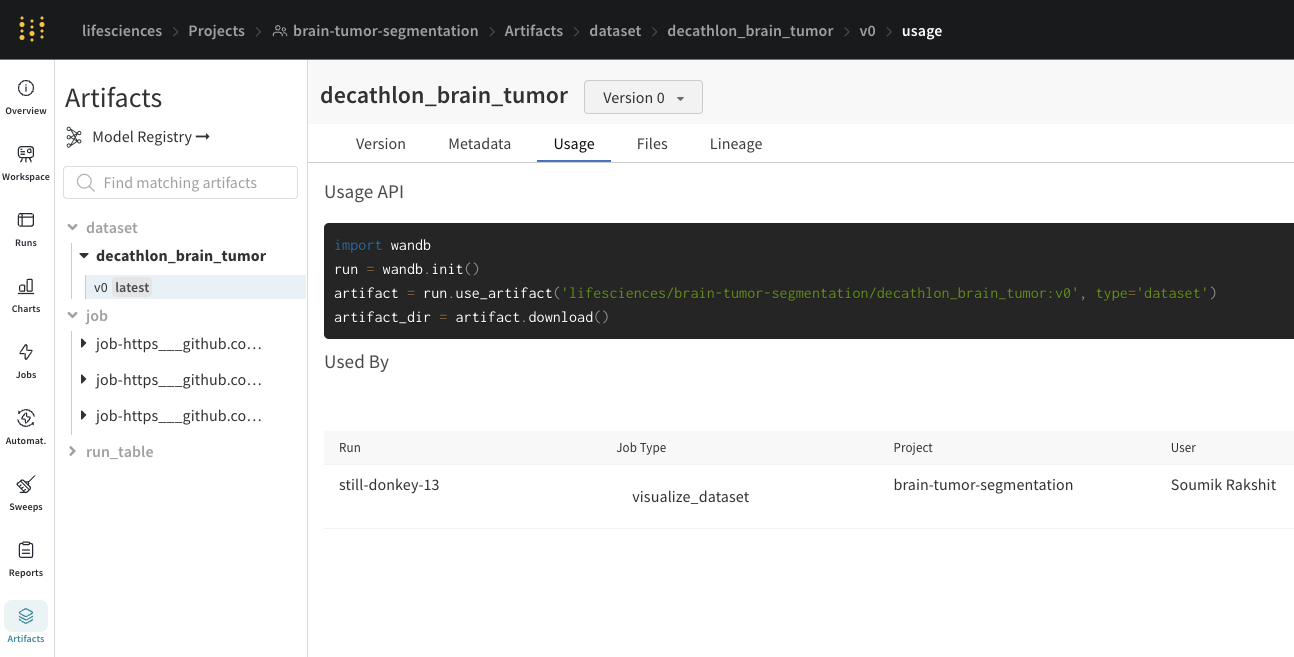 lifesciences > Projects > brain-tumor-segmentation > Artifacts > dataset > decathlon_brain_tumor > v0 > usage
Overview
Workspace
Runs
Charts
Jobs
Automat.
Sweeps
Reports
Artifacts
Artifacts
Model Registry →
Find matching artifacts
dataset
decathlon_brain_tumor
v0 latest
job
job-https___github.co...
job-https___github.co...
job-https___github.co...
run_table
decathlon_brain_tumor Version 0
Version Metadata Usage Files Lineage
Usage API
import wandb
run = wandb.init()
artifact = run.use_artifact('lifesciences/brain-tumor-segmentation/decathlon_brain_tumor:v0', type='dataset')
artifact_dir = artifact.download()
Used By
Run Job Type Project User
still-donkey-13 visualize_dataset brain-tumor-segmentation Soumik Rakshit